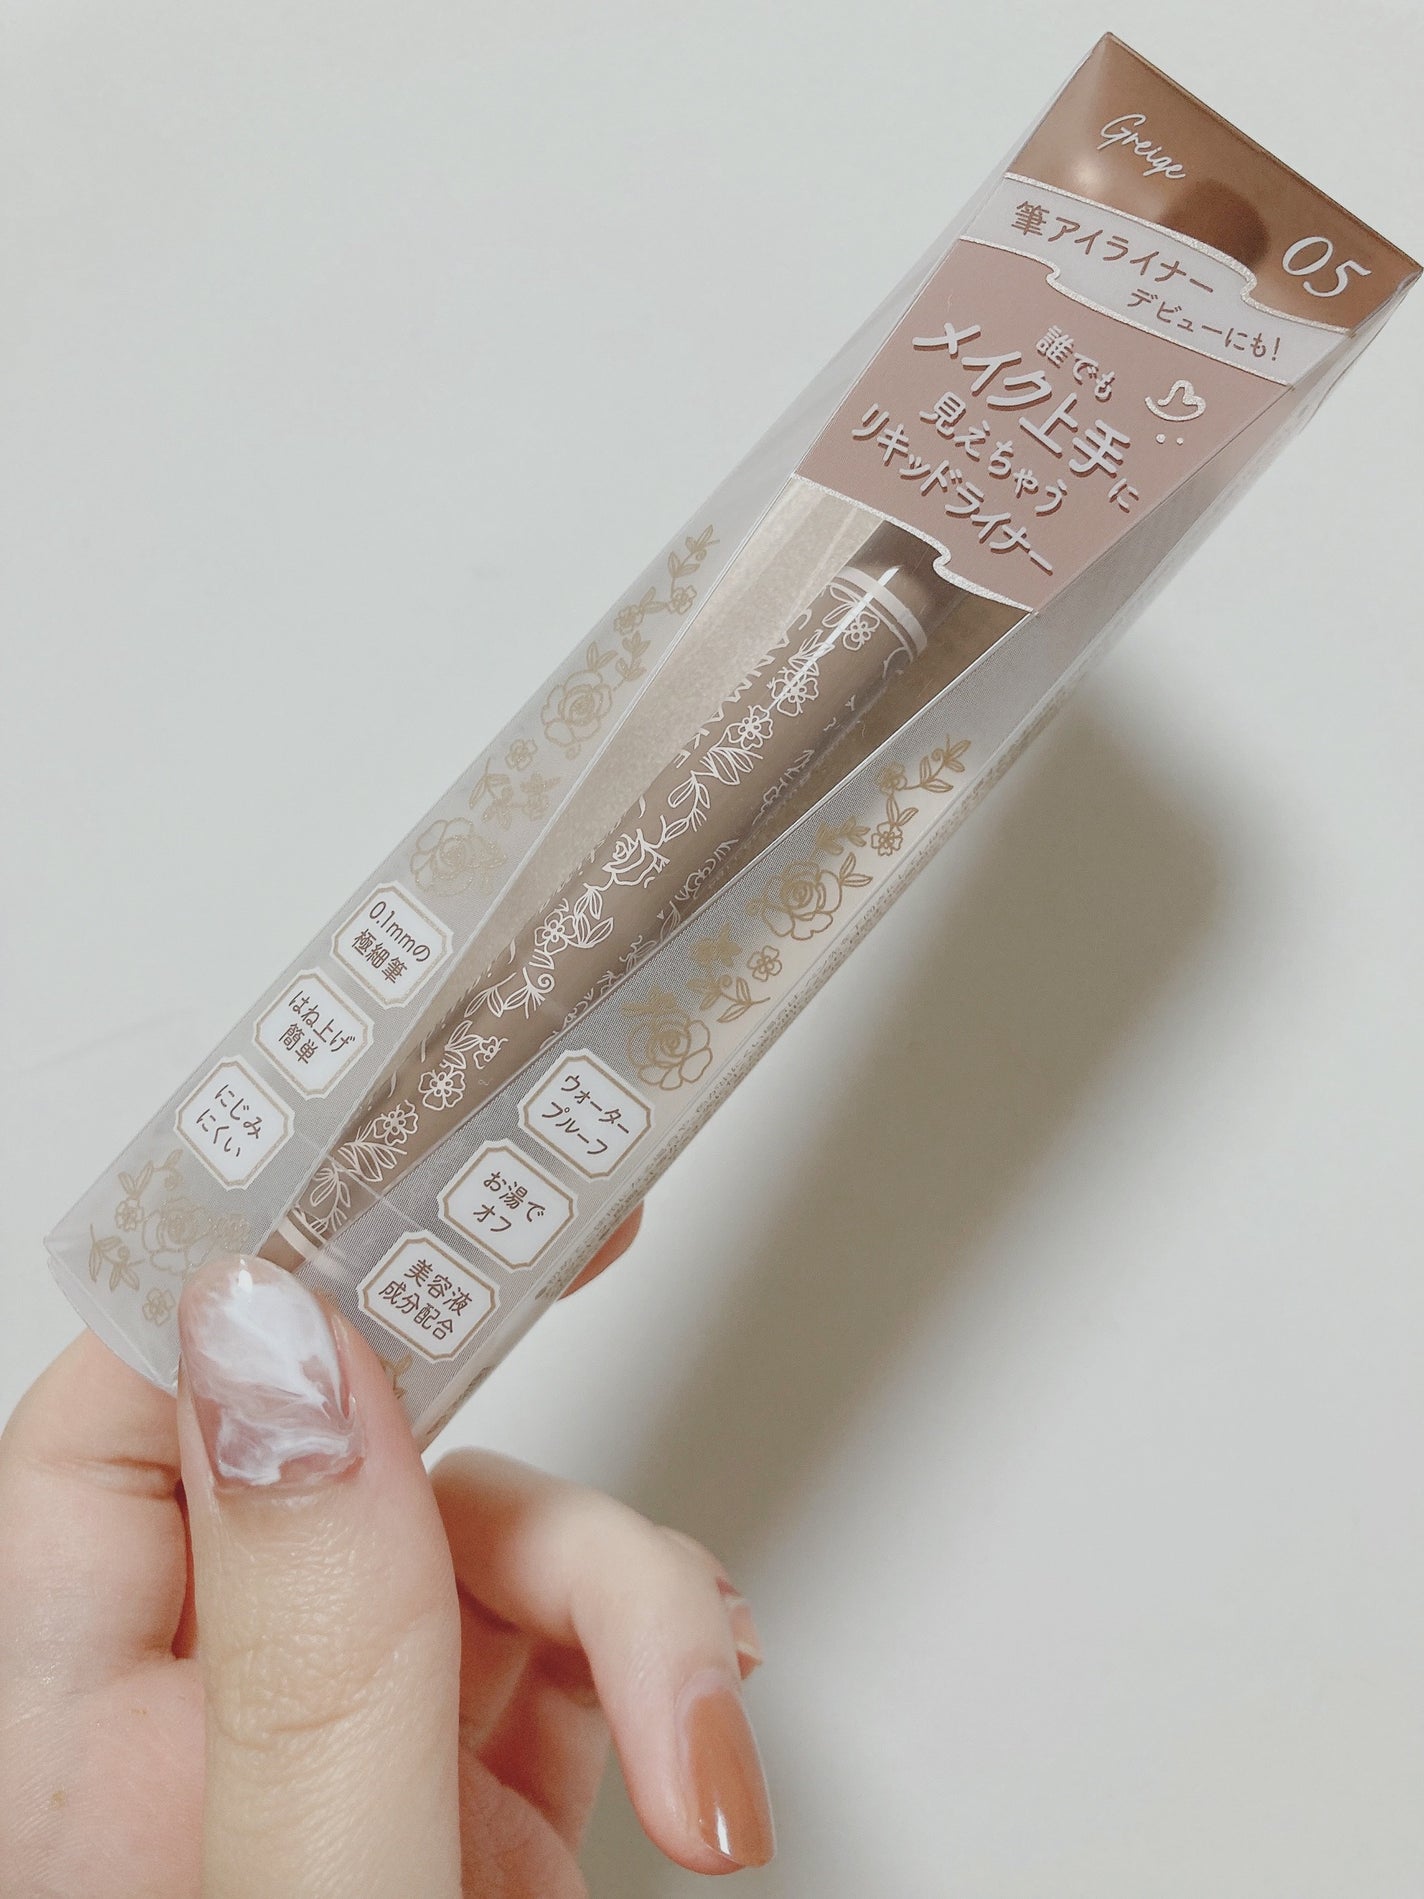 Greige
05
筆アイライナー
デビューにも!
誰でも
メイク上手に
見えちゃう
リキッドライナー
CANMAKE
0.1mmの
極細筆
はね上げ
簡単
にじみ
にくい
ウォーター
プルーフ
お湯で
オフ
美容液
成分配合